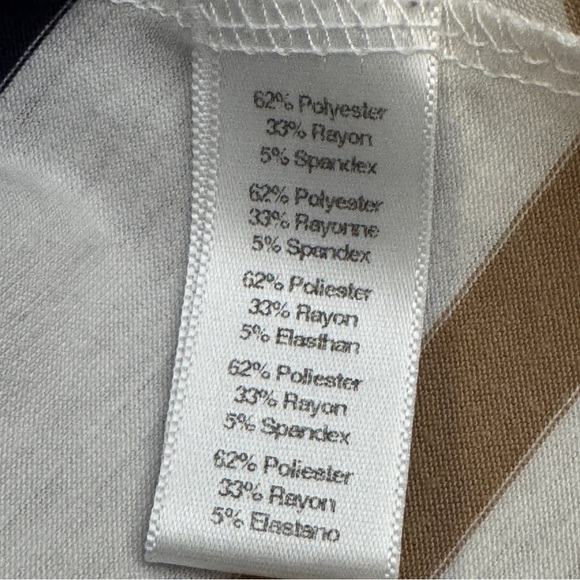 62% Polyester
33% Rayon
5% Spandex
62% Polyester
33% Rayonne
5% Spandex
62% Poliester
33% Rayon
5% Elasthan
62% Poliester
33% Rayon
5% Spandex
62% Poliester
33% Rayon
5% Elastano